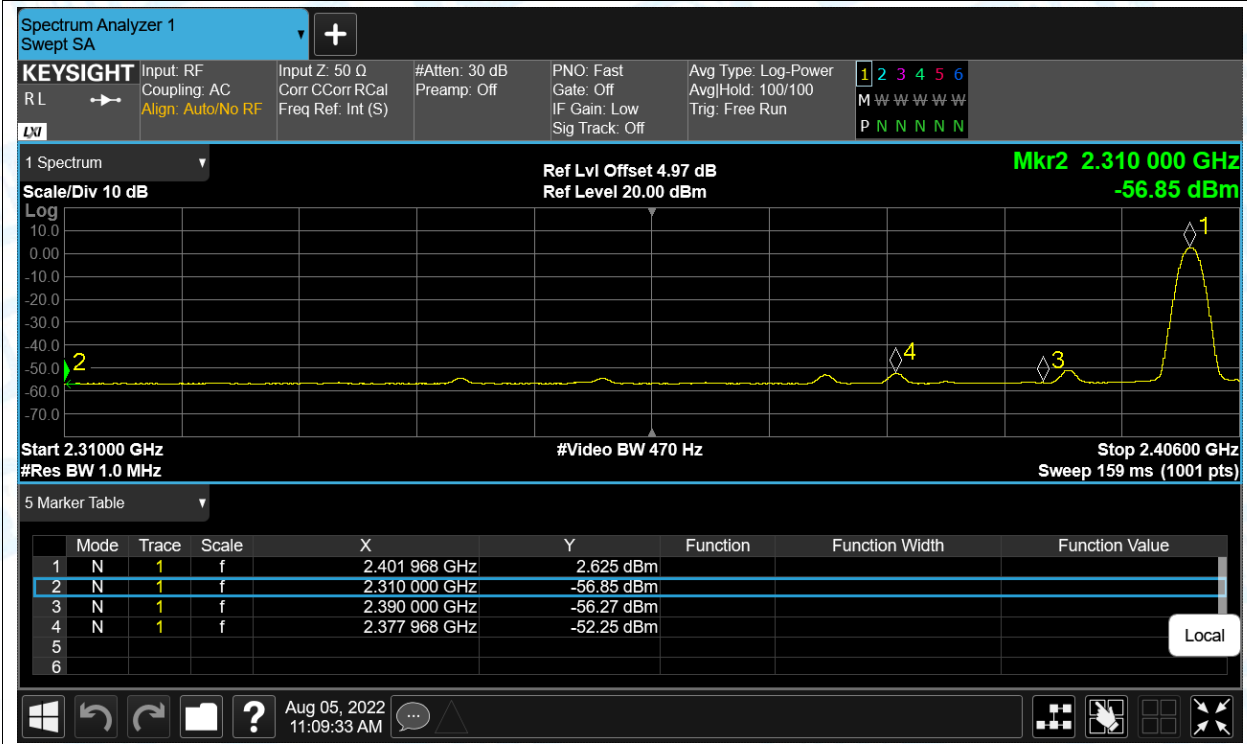 Spectrum Analyzer 1
Swept SA
KEYSIGHT Input: RF Input Z: 50 Ω #Atten: 30 dB PNO: Fast Avg Type: Log-Power 1 2 3 4 5 6
R L Coupling: AC Corr CCorr RCal Preamp: Off Gate: Off Avg|Hold: 100/100 M W W W W W W
Align: Auto/No RF Freq Ref: Int (S) IF Gain: Low Trig: Free Run
LXI Sig Track: Off P N N N N N N
1 Spectrum Ref Lvl Offset 4.97 dB Mkr2 2.310 000 GHz
Scale/Div 10 dB Ref Level 20.00 dBm -56.85 dBm
Log
10.0 1
0.00
-10.0
-20.0
-30.0
-40.0 2 4 3
-50.0
-60.0
-70.0
Start 2.31000 GHz #Video BW 470 Hz Stop 2.40600 GHz
#Res BW 1.0 MHz Sweep 159 ms (1001 pts)
5 Marker Table
Mode Trace Scale X Y Function Function Width Function Value
1 N 1 f 2.401 968 GHz 2.625 dBm
2 N 1 f 2.310 000 GHz -56.85 dBm
3 N 1 f 2.390 000 GHz -56.27 dBm
4 N 1 f 2.377 968 GHz -52.25 dBm
5
6
Local
? Aug 05, 2022
11:09:33 AM